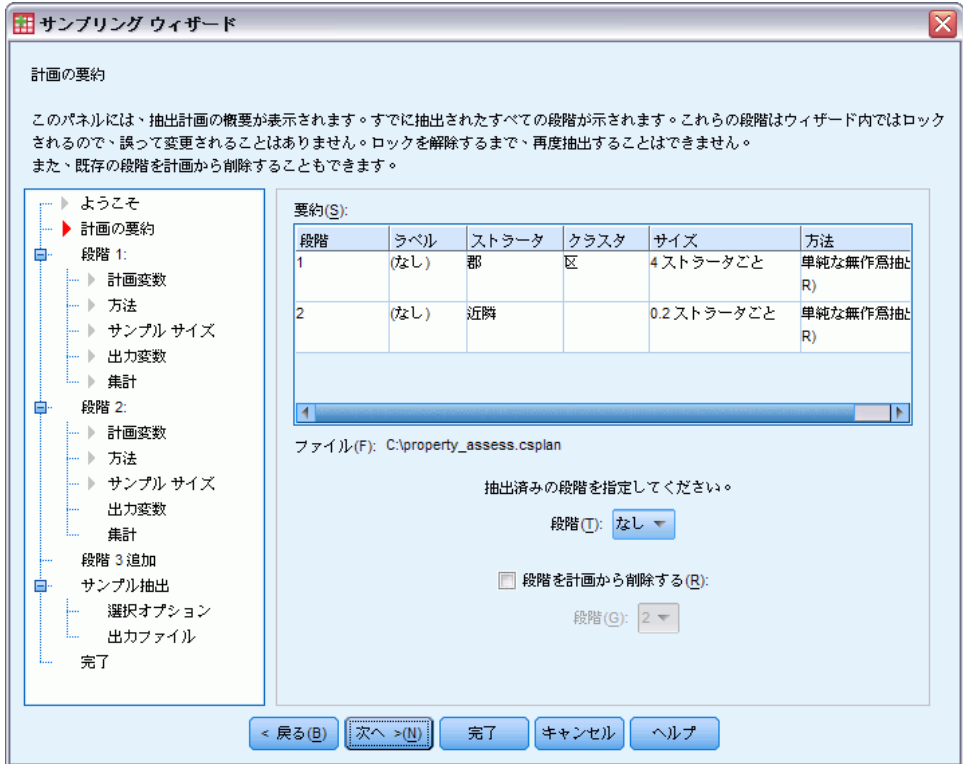 サンプリング ウィザード
計画の要約
このパネルには、抽出計画の概要が表示されます。すでに抽出されたすべての段階が示されます。これらの段階はウィザード内ではロック
されるので、誤って変更されることはありません。ロックを解除するまで、再度抽出することはできません。
また、既存の段階を計画から削除することもできます。
ようこそ
計画の要約
段階 1:
計画変数
方法
サンプル サイズ
出力変数
集計
段階 2:
計画変数
方法
サンプル サイズ
出力変数
集計
段階 3 追加
サンプル抽出
選択オプション
出力ファイル
完了
要約(S):
段階 ラベル ストラータ クラスタ サイズ 方法
1 (なし) 郡 区 4 ストラータごと 単純な無作為抽
R)
2 (なし) 近隣 0.2 ストラータごと 単純な無作為抽
R)
ファイル(F): C:\property_assess.csplan
抽出済みの段階を指定してください。
段階(T): なし
段階を計画から削除する(R):
段階(G): 2
< 戻る(B) 次へ >(N) 完了 キャンセル ヘルプ